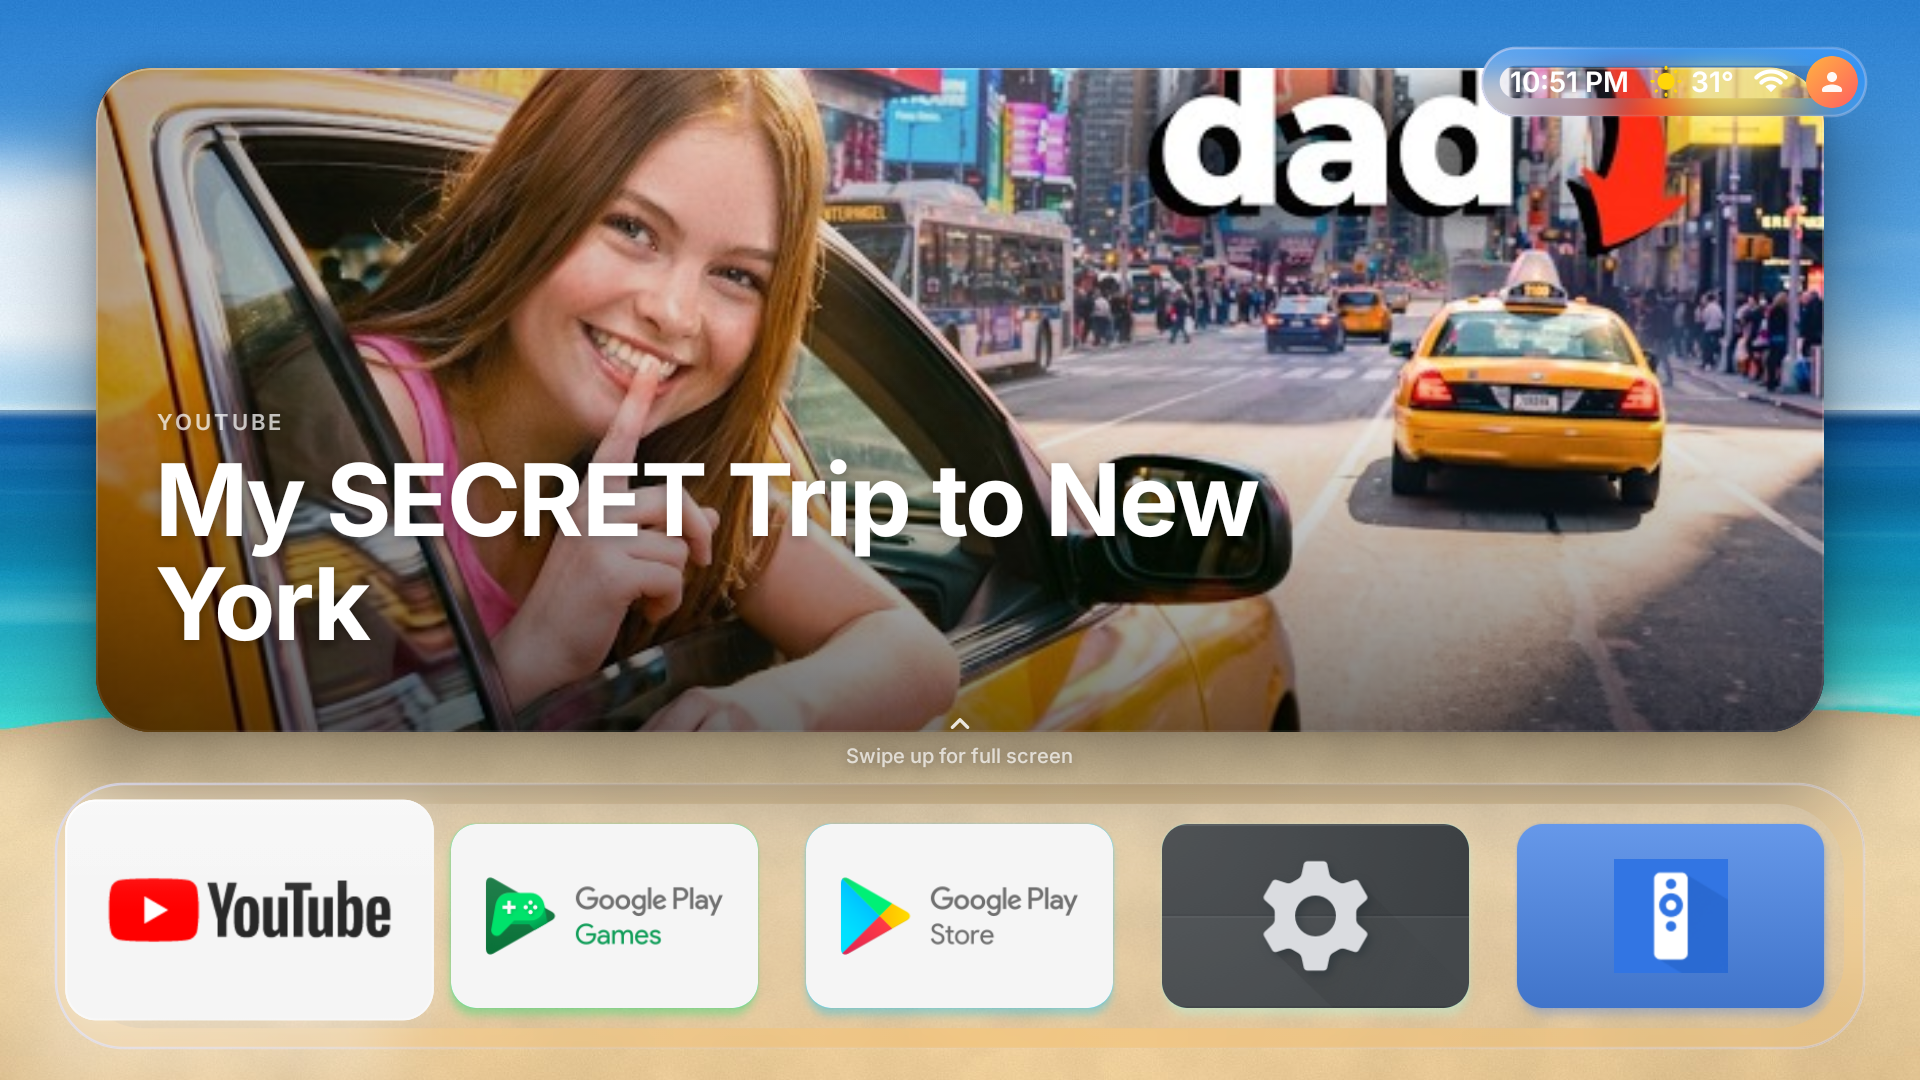 10:51 PM 31°
dad
YOUTUBE
My SECRET Trip to New
York
Swipe up for full screen
YouTube
Google Play
Games
Google Play
Store